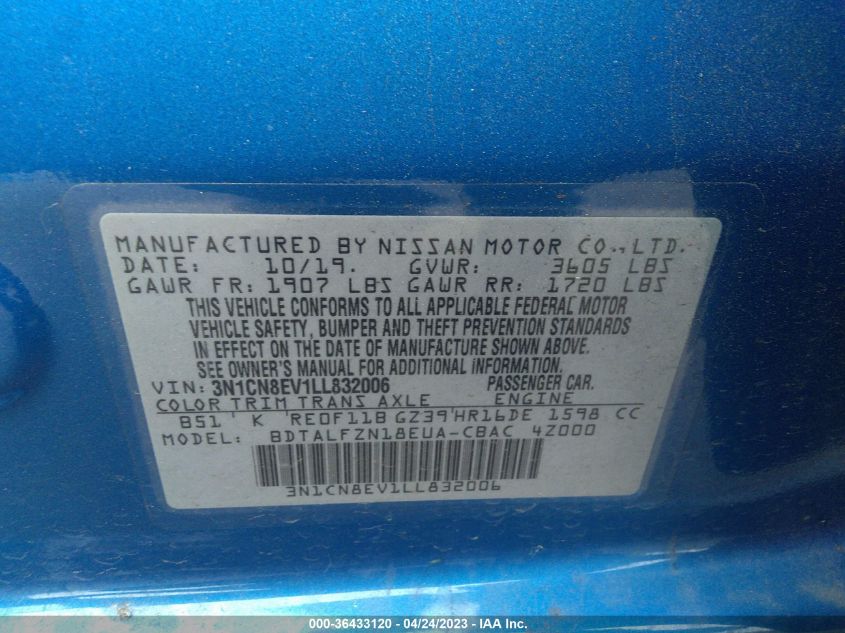 MANUFACTURED BY NISSAN MOTOR CO., LTD.
DATE: 10/19. GVWR: 3605 LBS
GAWR FR: 1907 LBS GAWR RR: 1720 LBS
THIS VEHICLE CONFORMS TO ALL APPLICABLE FEDERAL MOTOR
VEHICLE SAFETY, BUMPER AND THEFT PREVENTION STANDARDS
IN EFFECT ON THE DATE OF MANUFACTURE SHOWN ABOVE.
SEE OWNER'S MANUAL FOR ADDITIONAL INFORMATION.
VIN: 3N1CN8EV1LL832006 PASSENGER CAR.
COLOR TRIM TRANS AXLE ENGINE
B51 K RE0F11B GZ39 HR16DE 1598 CC
MODEL: BDTALFZN18EUA-CBAC 4Z000
3N1CN8EV1LL832006
000-36433120 - 04/24/2023 - IAA Inc.